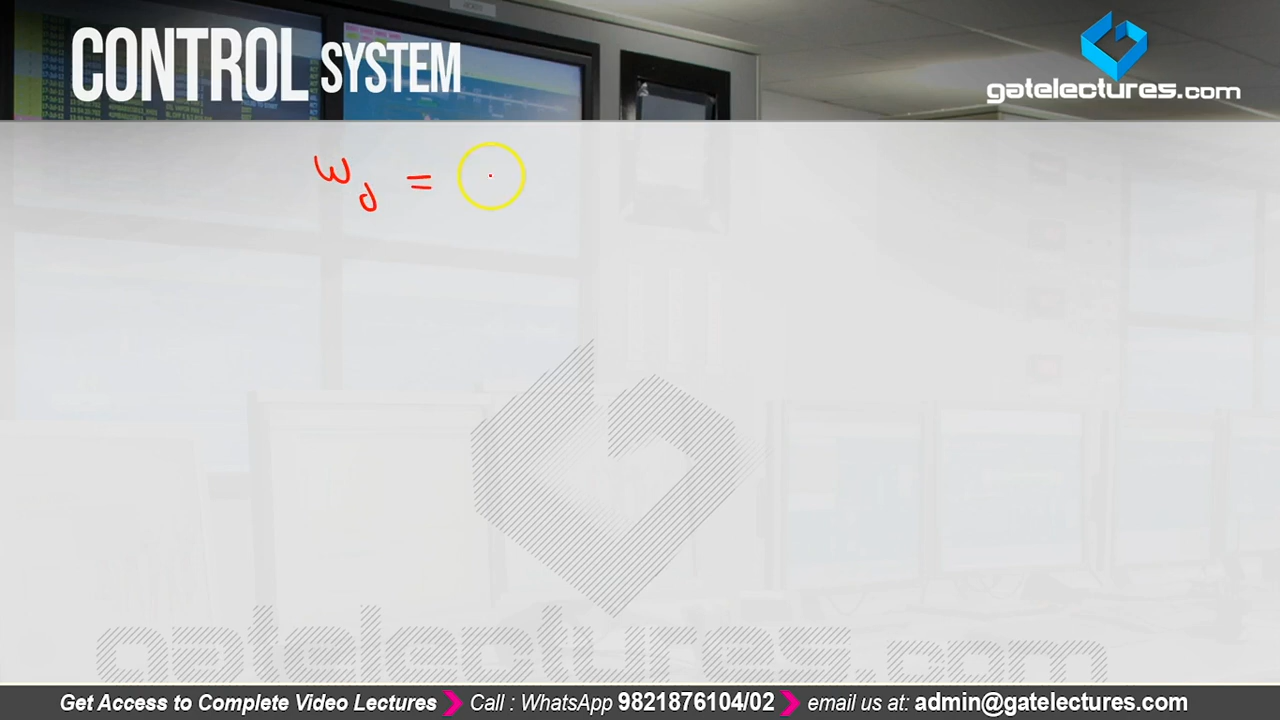 CONTROL SYSTEM
gatelectures.com
ω_d =
gatelectures.com
Get Access to Complete Video Lectures Call : WhatsApp 9821876104/02 email us at: admin@gatelectures.com